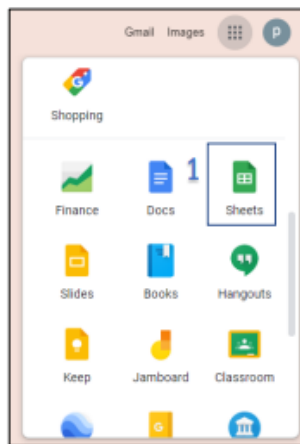 Gmail Images P
Shopping
1
Finance Docs Sheets
Slides Books Hangouts
Keep Jamboard Classroom
G